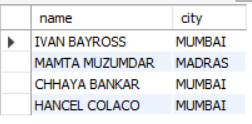 name city
IVAN BAYROSS MUMBAI
MAMTA MUZUMDAR MADRAS
CHHAYA BANKAR MUMBAI
HANCEL COLACO MUMBAI